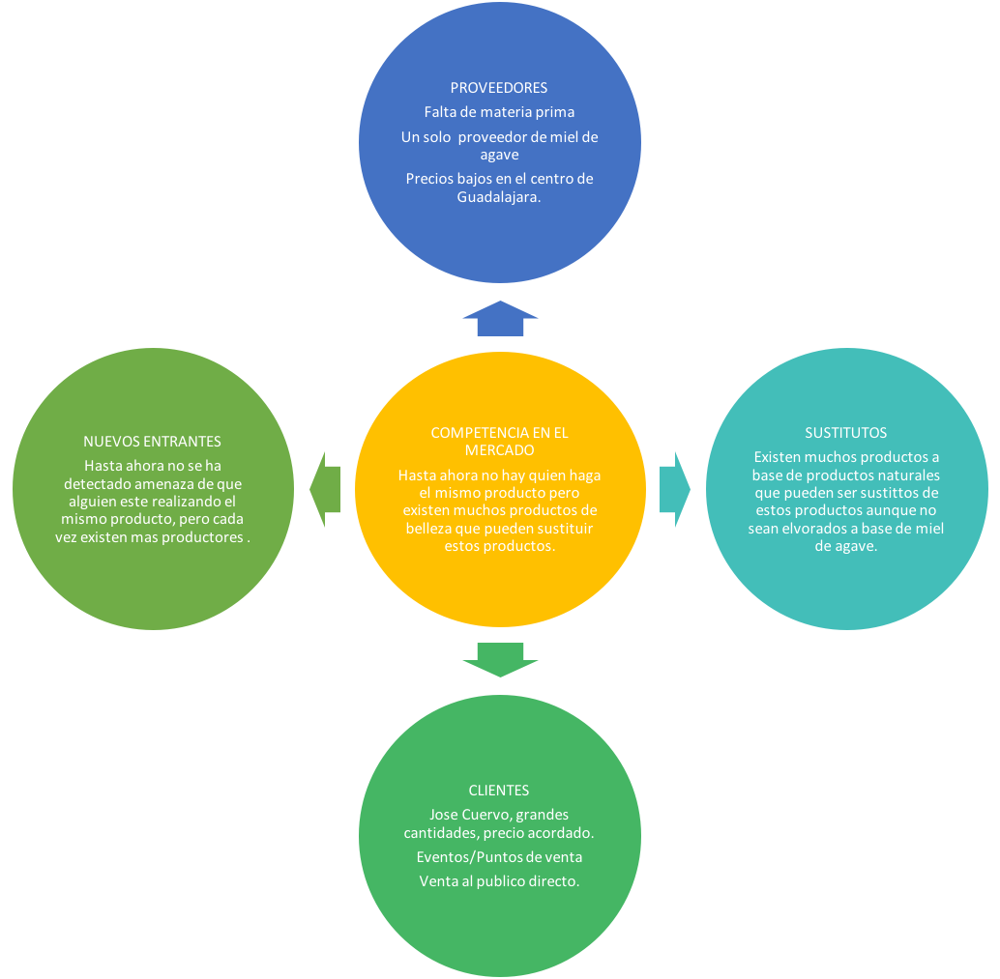 PROVEEDORES
Falta de materia prima
Un solo  proveedor de miel de
agave
Precios bajos en el centro de
Guadalajara.
NUEVOS ENTRANTES
Hasta ahora no se ha
detectado amenaza de que
alguien este realizando el
mismo producto, pero cada
vez existen mas productores .
COMPETENCIA EN EL
MERCADO
Hasta ahora no hay quien haga
el mismo producto pero
existen muchos productos de
belleza que pueden sustituir
estos productos.
SUSTITUTOS
Existen muchos productos a
base de productos naturales
que pueden ser sustittos de
estos productos aunque no
sean elvorados a base de miel
de agave.
CLIENTES
Jose Cuervo, grandes
cantidades, precio acordado.
Eventos/Puntos de venta
Venta al publico directo.